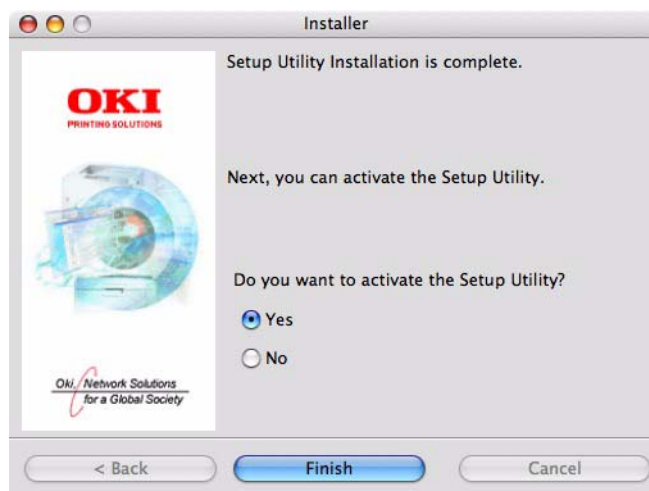 Installer
OKI
PRINTING SOLUTIONS
Setup Utility Installation is complete.
Next, you can activate the Setup Utility.
Do you want to activate the Setup Utility?
Yes
No
Oki, Network Solutions
for a Global Society
< Back
Finish
Cancel